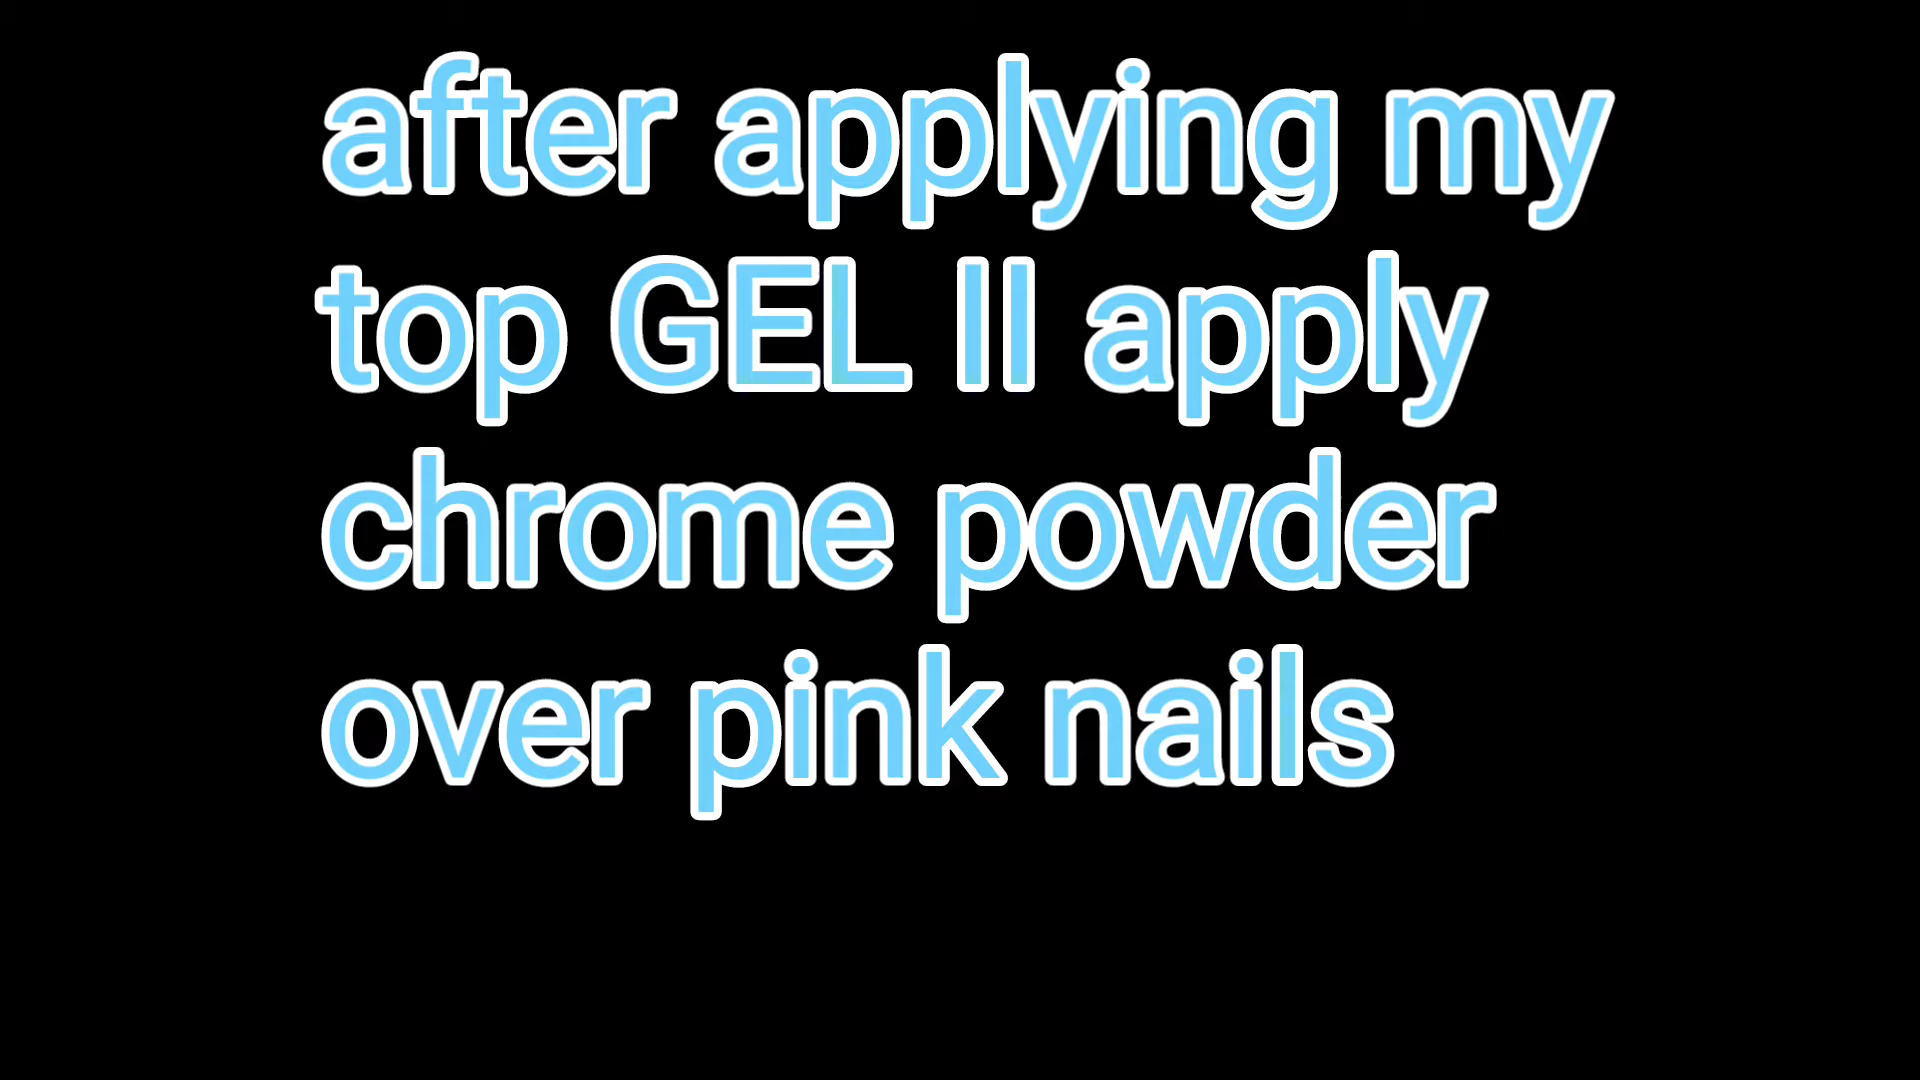 after applying my
top GEL II apply
chrome powder
over pink nails